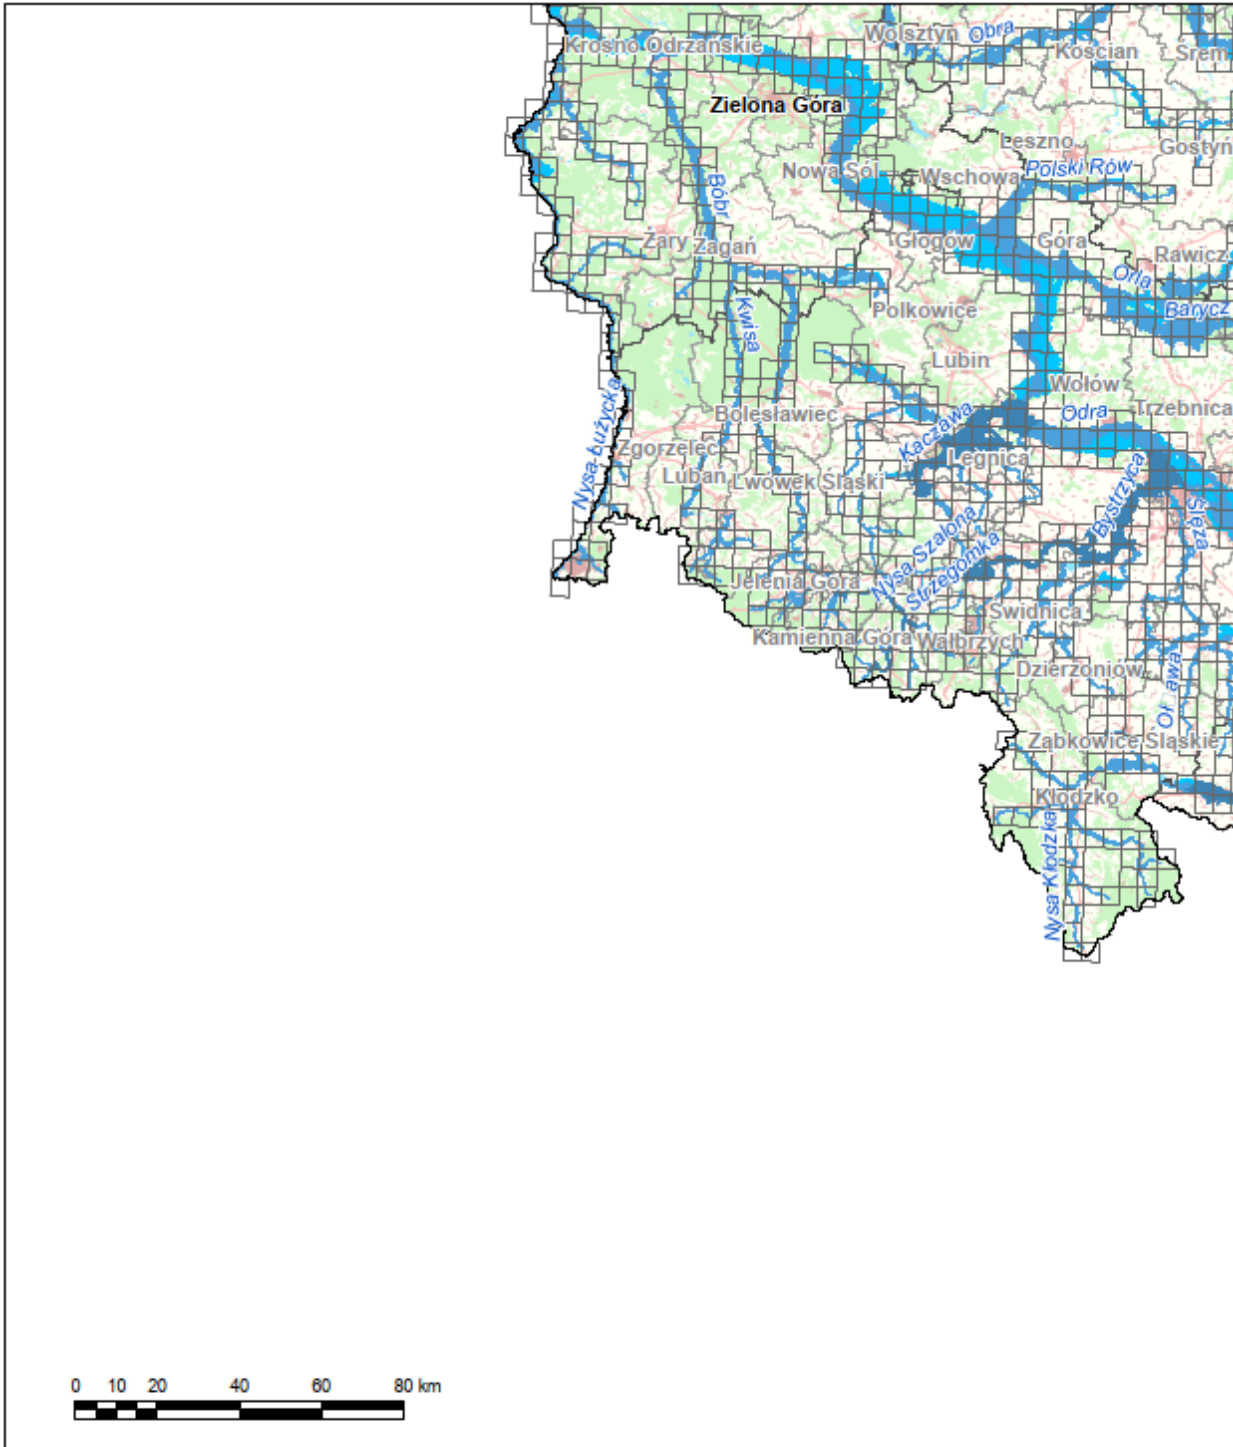 Wolsztyn
Obra
Krosno Odrzańskie
Kościan
Śrem
Zielona Góra
Leszno
Gostyń
Polski Rów
Nowa Sól
Wschowa
Bóbr
Żary
Żagań
Głogów
Góra
Rawicz
Orla
Barycz
Polkowice
Kwisa
Lubin
Wołów
Nysa Łużycka
Bolesławiec
Odra
Trzebnica
Kaczawa
Zgorzelec
Legnica
Lubań
Lwówek Śląski
Bystrzyca
Ślęza
Nysa Szalona
Strzegomka
Jelenia Góra
Świdnica
Kamienna Góra
Wałbrzych
Dzierżoniów
Oł awa
Ząbkowice Śląskie
Kłodzko
Nysa Kłodzka
0 10 20 40 60 80 km